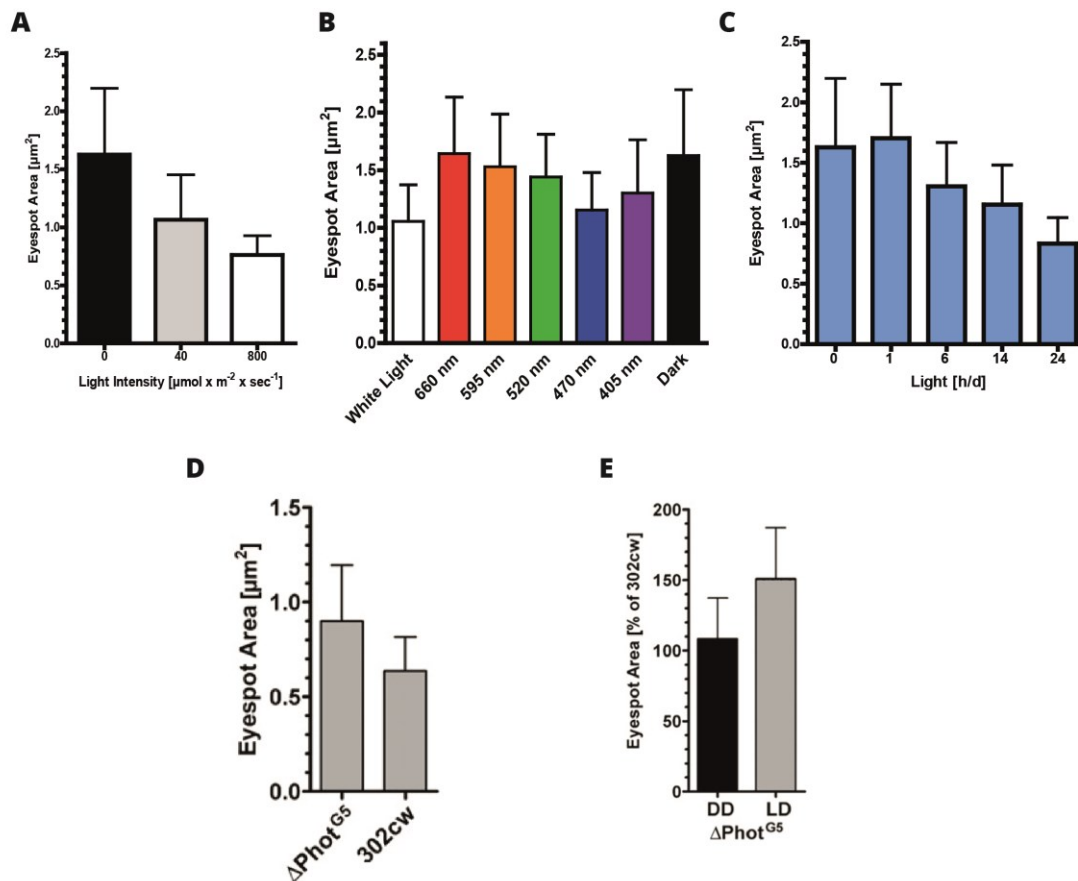 A
Eyespot Area [µm²]
2.5
2.0
1.5
1.0
0.5
0.0
0 40 800
Light Intensity [µmol x m⁻² x sec⁻¹]
B
Eyespot Area [µm²]
2.5
2.0
1.5
1.0
0.5
0.0
White Light
660 nm
595 nm
520 nm
470 nm
405 nm
Dark
C
Eyespot Area [µm²]
2.5
2.0
1.5
1.0
0.5
0.0
0 1 6 14 24
Light [h/d]
D
Eyespot Area [µm²]
1.5
1.0
0.5
0.0
ΔPhotᴳ⁵
302cw
E
Eyespot Area [% of 302cw]
200
150
100
50
0
DD LD
ΔPhotᴳ⁵